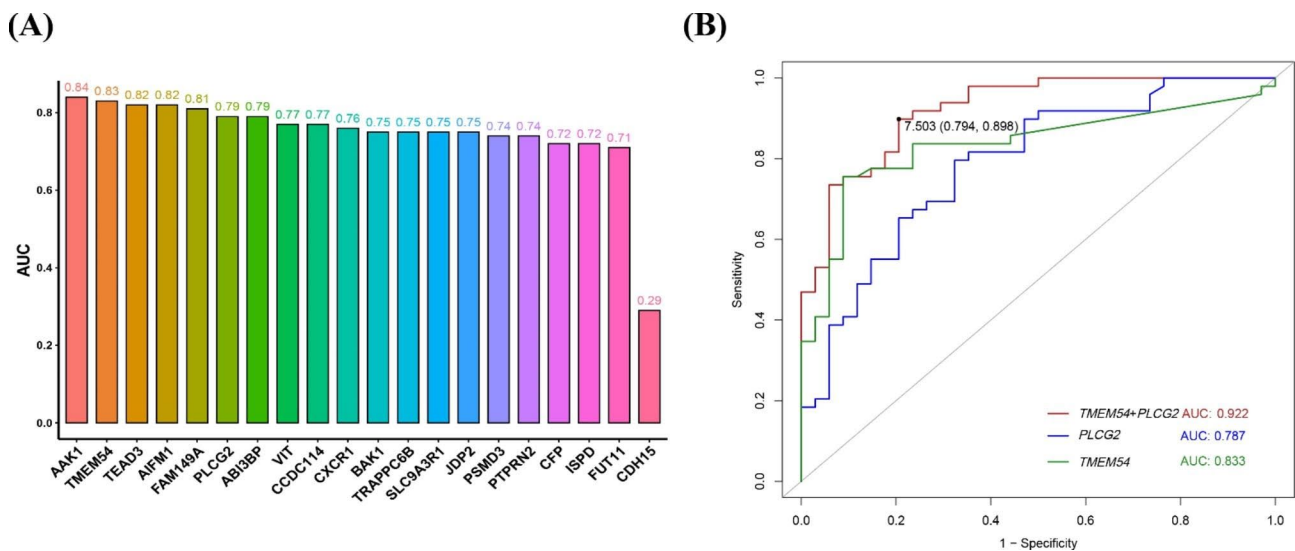 (A)
(B)
0.84
0.83
0.82
0.82
0.81
0.79
0.79
0.77
0.77
0.76
0.75
0.75
0.75
0.75
0.74
0.74
0.72
0.72
0.71
0.29
AUC
0.8
0.6
0.4
0.2
0.0
AAK1
TMEM54
TEAD3
AIFM1
FAM149A
PLCG2
ABI3BP
VIT
CCDC114
CXCR1
BAK1
TRAPPC6B
SLC9A3R1
JDP2
PSMD3
PTPRN2
CFP
ISPD
FUT11
CDH15
Sensitivity
1.0
0.8
0.6
0.4
0.2
0.0
7.503 (0.794, 0.898)
TMEM54+PLCG2 AUC: 0.922
PLCG2 AUC: 0.787
TMEM54 AUC: 0.833
0.0 0.2 0.4 0.6 0.8 1.0
1 − Specificity